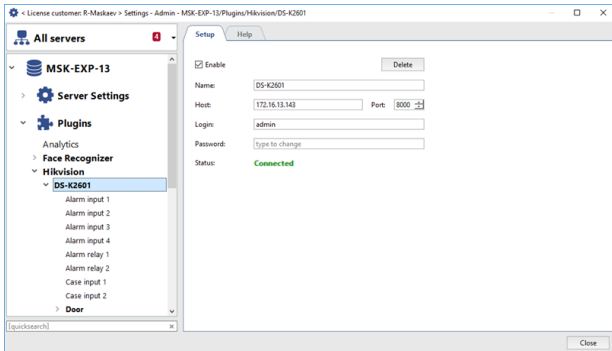 < License customer: R-Maskaev > Settings - Admin - MSK-EXP-13/Plugins/Hikvision/DS-K2601
All servers 4
MSK-EXP-13
Server Settings
Plugins
Analytics
Face Recognizer
Hikvision
DS-K2601
Alarm input 1
Alarm input 2
Alarm input 3
Alarm input 4
Alarm relay 1
Alarm relay 2
Case input 1
Case input 2
Door
[quicksearch]
Setup Help
Enable Delete
Name: DS-K2601
Host: 172.16.13.143 Port: 8000
Login: admin
Password: type to change
Status: Connected
Close